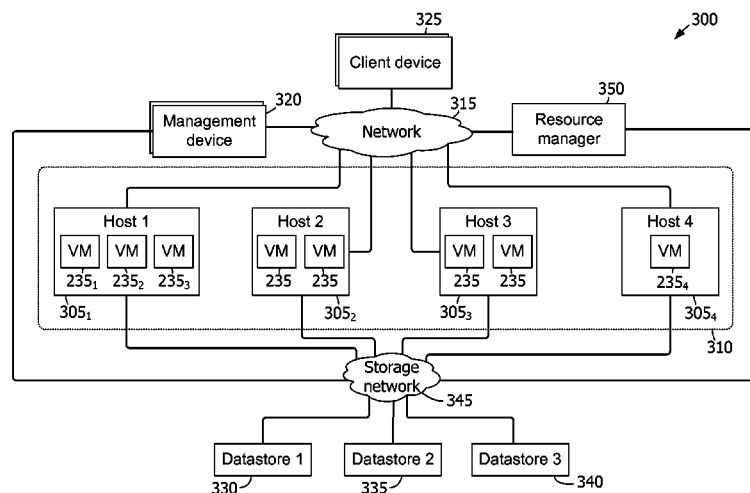 325
300
Client device
320
315
350
Management
device
Network
Resource
manager
Host 1
Host 2
Host 3
Host 4
VM VM VM
VM VM
VM VM
VM
235₁ 235₂ 235₃
235 235
235 235
235₄
305₁
305₂
305₃
305₄
310
Storage
network
345
Datastore 1
Datastore 2
Datastore 3
330
335
340